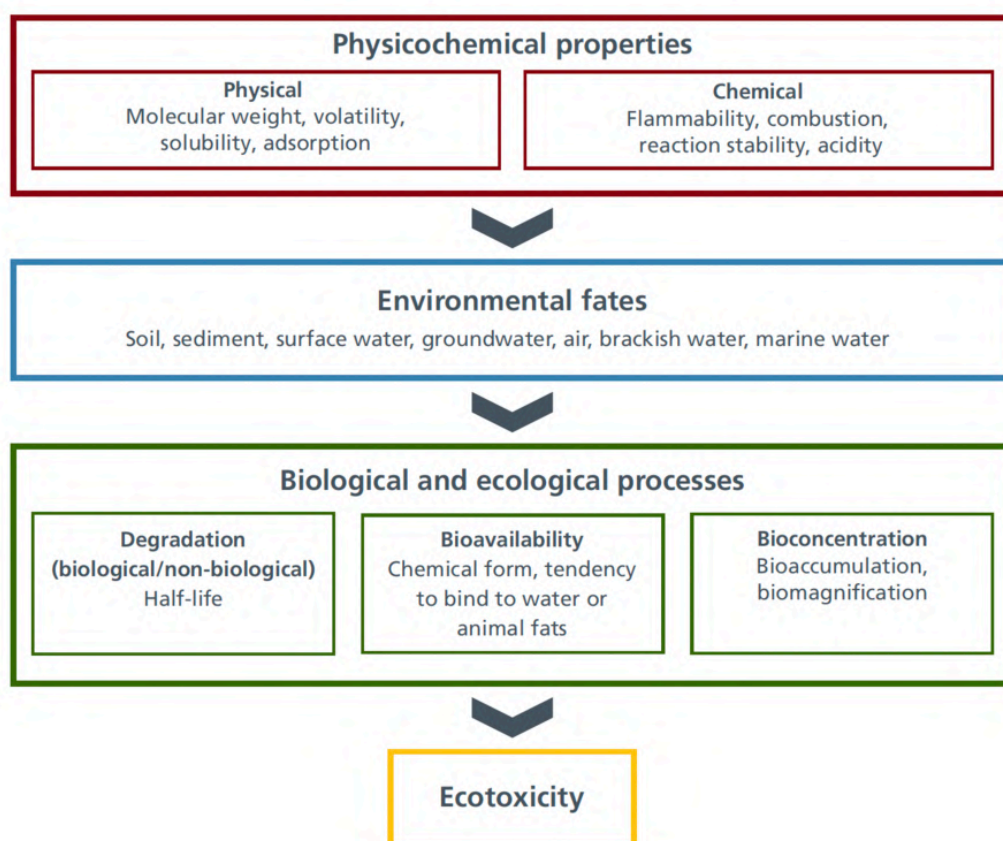 Physicochemical properties
Physical
Molecular weight, volatility,
solubility, adsorption
Chemical
Flammability, combustion,
reaction stability, acidity
Environmental fates
Soil, sediment, surface water, groundwater, air, brackish water, marine water
Biological and ecological processes
Degradation
(biological/non-biological)
Half-life
Bioavailability
Chemical form, tendency
to bind to water or
animal fats
Bioconcentration
Bioaccumulation,
biomagnification
Ecotoxicity